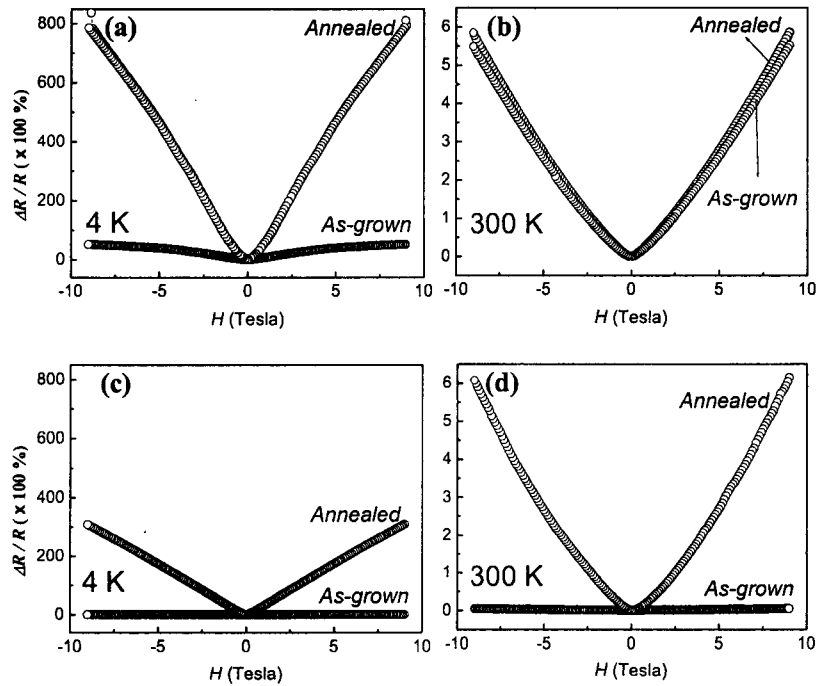 (a)
Annealed
As-grown
4 K
ΔR / R ( x 100 %)
800
600
400
200
0
-10 -5 0 5 10
H (Tesla)
(b)
Annealed
As-grown
300 K
6
5
4
3
2
1
0
-10 -5 0 5 10
H (Tesla)
(c)
Annealed
As-grown
4 K
ΔR / R ( x 100 %)
800
600
400
200
0
-10 -5 0 5 10
H (Tesla)
(d)
Annealed
As-grown
300 K
6
5
4
3
2
1
0
-10 -5 0 5 10
H (Tesla)